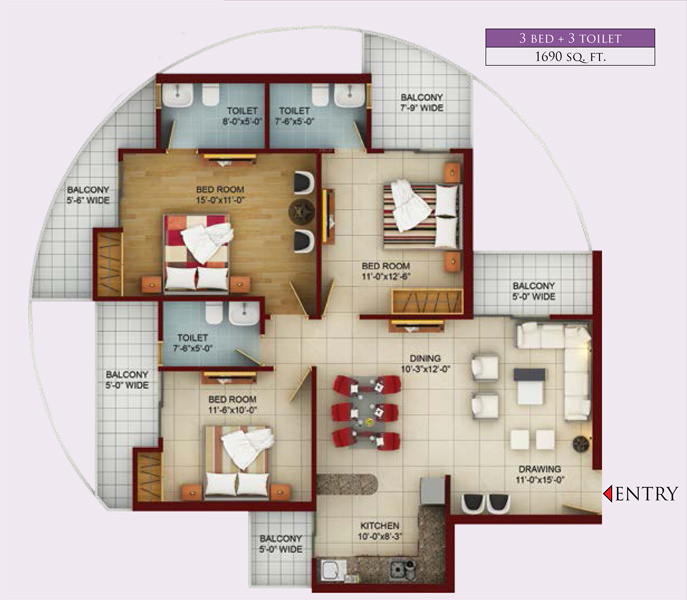 3 BED + 3 TOILET
1690 SQ. FT.
BALCONY
7'-9" WIDE
TOILET
8'-0"x5'-0"
TOILET
7'-6"x5'-0"
BALCONY
5'-6" WIDE
BED ROOM
15'-0"x11'-0"
BED ROOM
11'-0"x12'-6"
BALCONY
5'-0" WIDE
TOILET
7'-6"x5'-0"
DINING
10'-3"x12'-0"
BALCONY
5'-0" WIDE
BED ROOM
11'-6"x10'-0"
DRAWING
11'-0"x15'-0"
ENTRY
KITCHEN
10'-0"x8'-3"
BALCONY
5'-0" WIDE